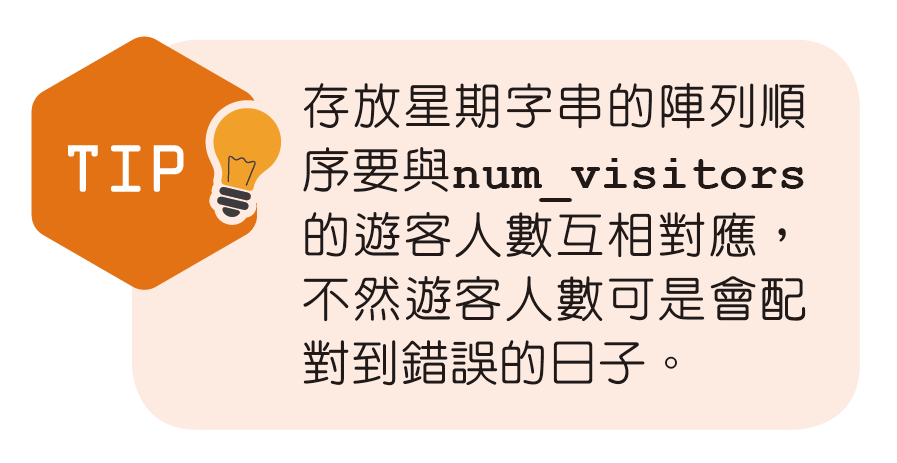 TIP
存放星期字串的陣列順
序要與num_visitors
的遊客人數互相對應，
不然遊客人數可是會配
對到錯誤的日子。